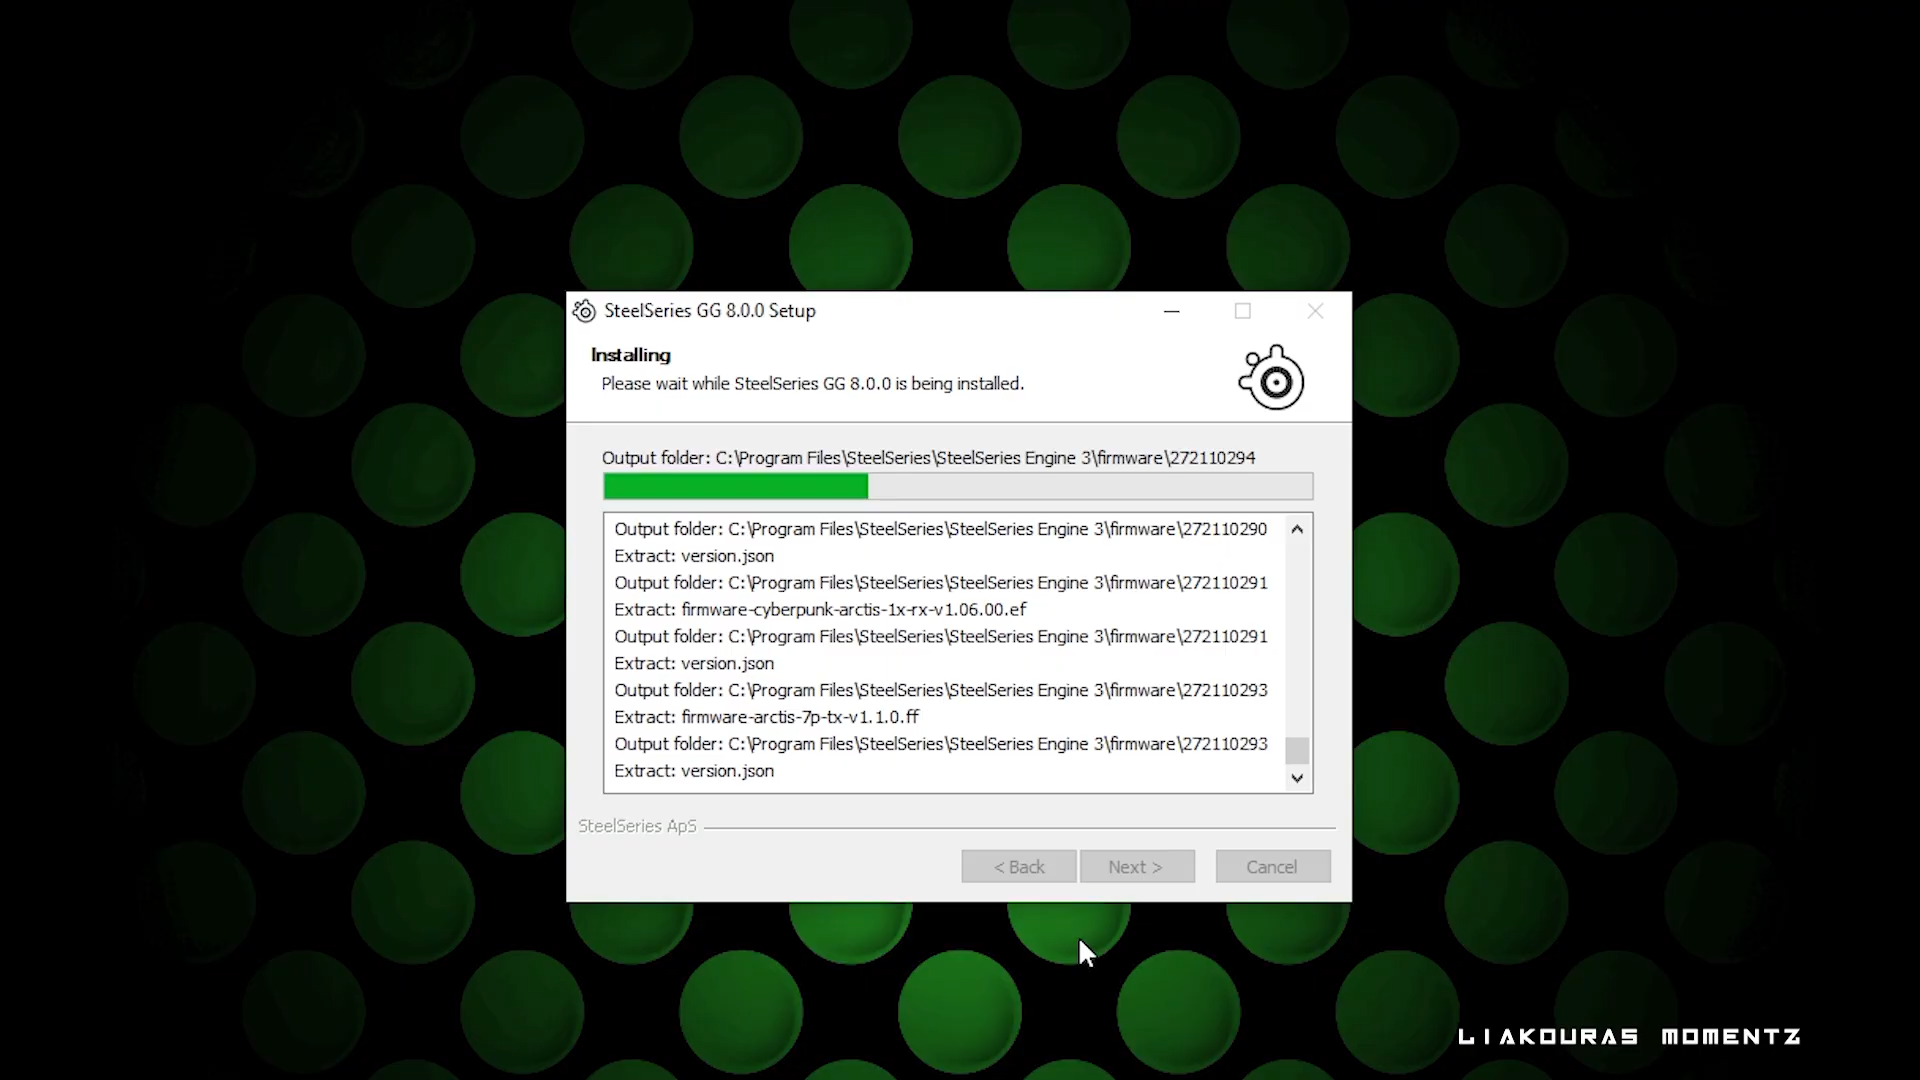 SteelSeries GG 8.0.0 Setup
Installing
Please wait while SteelSeries GG 8.0.0 is being installed.
Output folder: C:\Program Files\SteelSeries\SteelSeries Engine 3\firmware\272110294
Output folder: C:\Program Files\SteelSeries\SteelSeries Engine 3\firmware\272110290
Extract: version.json
Output folder: C:\Program Files\SteelSeries\SteelSeries Engine 3\firmware\272110291
Extract: firmware-cyberpunk-arctis-1x-rx-v1.06.00.ef
Output folder: C:\Program Files\SteelSeries\SteelSeries Engine 3\firmware\272110291
Extract: version.json
Output folder: C:\Program Files\SteelSeries\SteelSeries Engine 3\firmware\272110293
Extract: firmware-arctis-7p-tx-v1.1.0.ff
Output folder: C:\Program Files\SteelSeries\SteelSeries Engine 3\firmware\272110293
Extract: version.json
SteelSeries ApS
< Back Next > Cancel
LIAKOURAS MOMENTZ